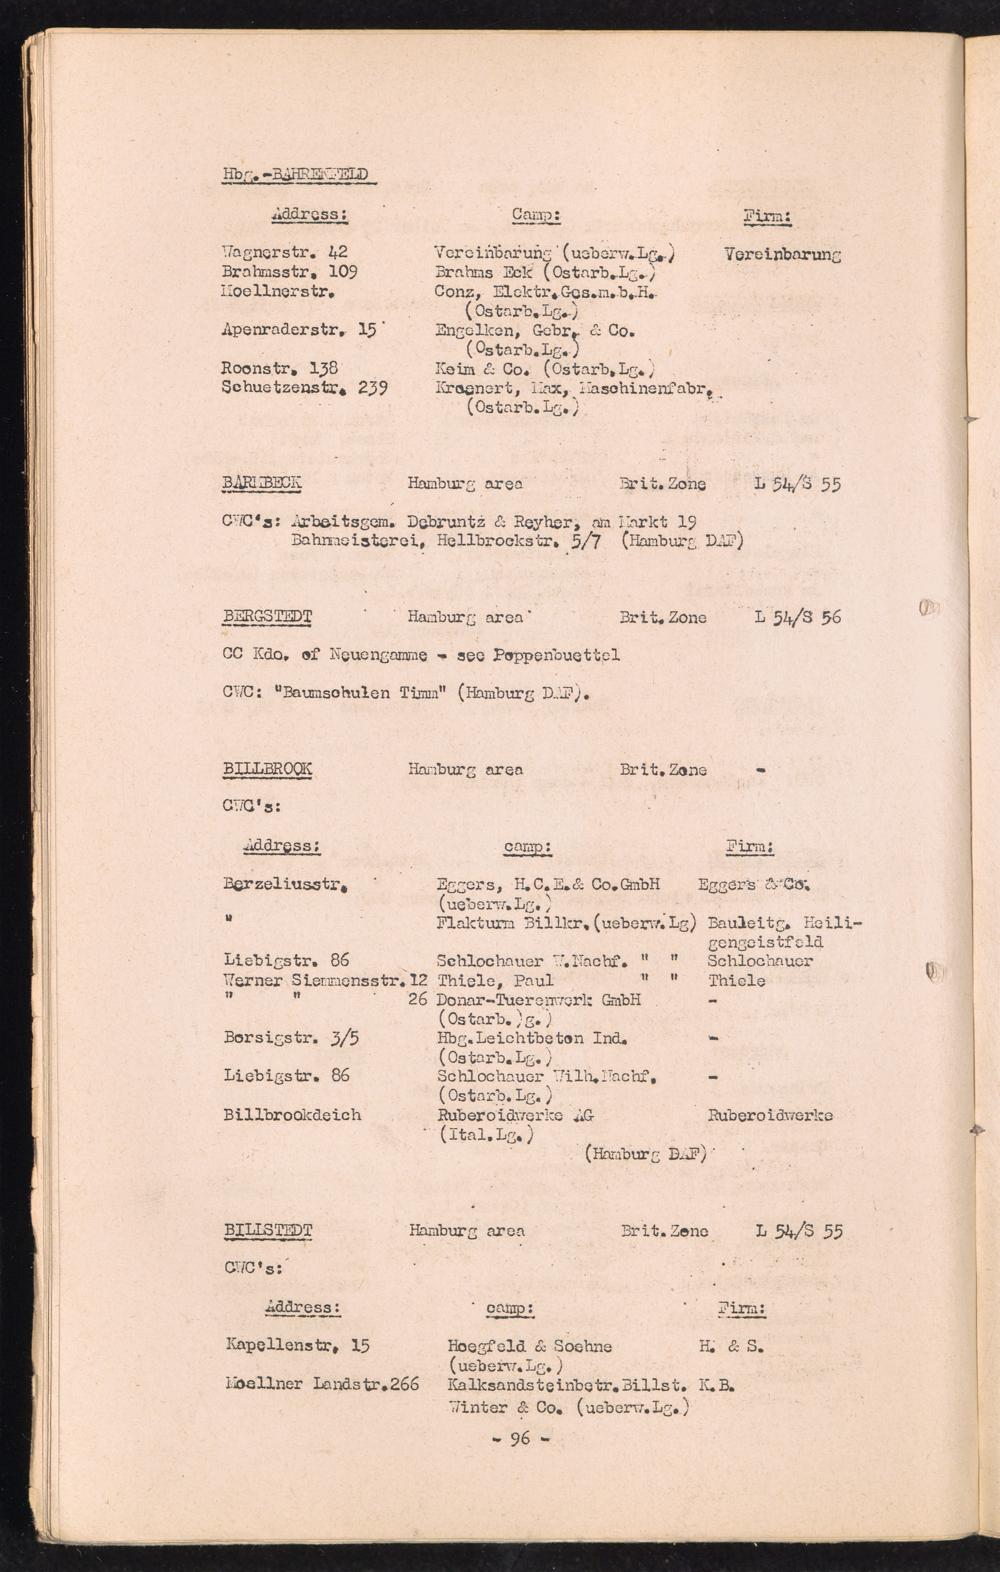 Hbg.-BAHRENFELD
Address: Camp: Firm:
Wagnerstr. 42 Vereinbarung (ueberw.Lg.) Vereinbarung
Brahmsstr. 109 Brahms Eck (Ostarb.Lg.)
Moellnerstr. Conz, Elektr.Ges.m.b.H.
(Ostarb.Lg.)
Apenraderstr. 15 Engelken, Gebr. & Co.
(Ostarb.Lg.)
Roonstr. 138 Keim & Co. (Ostarb.Lg.)
Schuetzenstr. 239 Kroenert, Max, Maschinenfabr.
(Ostarb.Lg.)
BARMBECK Hamburg area Brit.Zone L 54/S 55
CWC's: Arbeitsgem. Debruntz & Reyher, am Markt 19
Bahnmeisterei, Hellbrockstr. 5/7 (Hamburg DAF)
BERGSTEDT Hamburg area Brit.Zone L 54/S 56
CC Kdo. of Neuengamme - see Poppenbuettel
CWC: "Baumschulen Timm" (Hamburg DAF).
BILLBROOK Hamburg area Brit.Zone -
CWC's:
Address: camp: Firm:
Berzeliusstr. Eggers, H.C.E.& Co.GmbH Eggers & Co.
(ueberw.Lg.)
" Flakturm Billkr.(ueberw.Lg) Bauleitg. Heili-
gengeistfeld
Liebigstr. 86 Schlochauer W.Nachf. " " Schlochauer
Werner Siemmensstr.12 Thiele, Paul " " Thiele
" " 26 Donar-Tuerenwerk GmbH -
(Ostarb.)g.)
Borsigstr. 3/5 Hbg.Leichtbeton Ind. -
(Ostarb.Lg.)
Liebigstr. 86 Schlochauer Wilh.Nachf. -
(Ostarb.Lg.)
Billbrookdeich Ruberoidwerke AG Ruberoidwerke
(Ital.Lg.)
(Hamburg DAF)
BILLSTEDT Hamburg area Brit.Zone L 54/S 55
CWC's:
Address: camp: Firm:
Kapellenstr. 15 Hoegfeld & Soehne H. & S.
(ueberw.Lg.)
Moellner Landstr.266 Kalksandsteinbetr.Billst. K.B.
Winter & Co. (ueberw.Lg.)
- 96 -